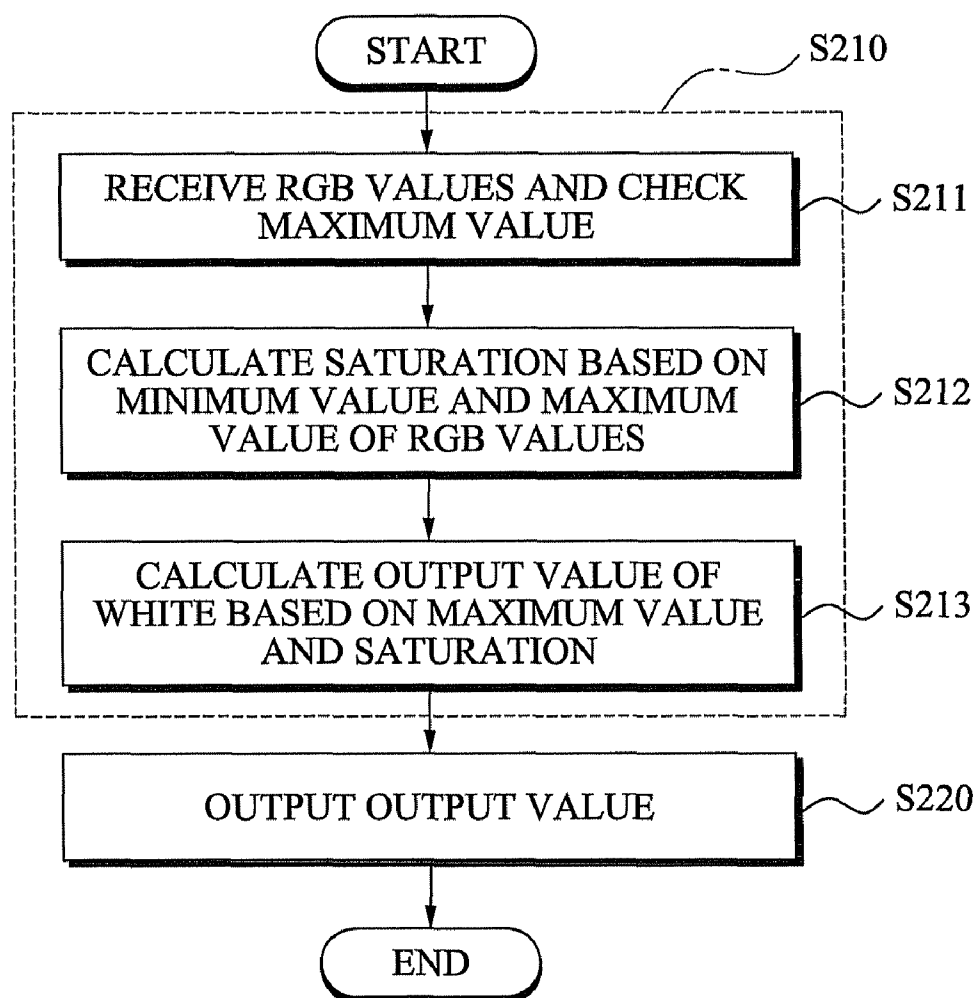 START
S210
RECEIVE RGB VALUES AND CHECK
MAXIMUM VALUE
S211
CALCULATE SATURATION BASED ON
MINIMUM VALUE AND MAXIMUM
VALUE OF RGB VALUES
S212
CALCULATE OUTPUT VALUE OF
WHITE BASED ON MAXIMUM VALUE
AND SATURATION
S213
OUTPUT OUTPUT VALUE
S220
END